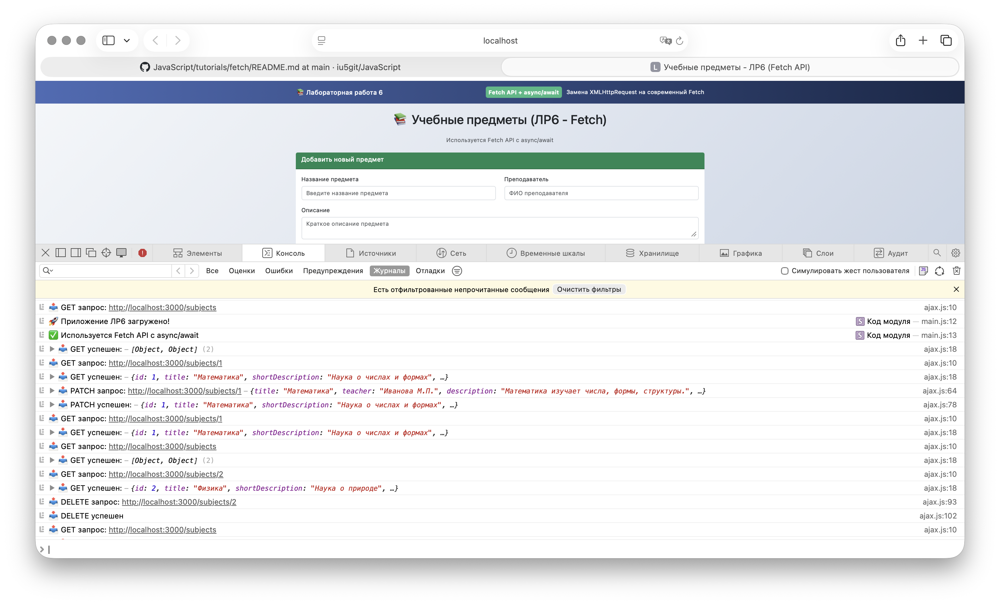 localhost
JavaScript/tutorials/fetch/README.md at main · iu5git/JavaScript
L Учебные предметы - ЛР6 (Fetch API)
📚 Лабораторная работа 6
Fetch API + async/await Замена XMLHttpRequest на современный Fetch
📚 Учебные предметы (ЛР6 - Fetch)
Используется Fetch API с async/await
Добавить новый предмет
Название предмета
Преподаватель
Введите название предмета
ФИО преподавателя
Описание
Краткое описание предмета
Элементы Консоль Источники Сеть Временные шкалы Хранилище Графика Слои Аудит
Все Оценки Ошибки Предупреждения Журналы Отладки Симулировать жест пользователя JS
Есть отфильтрованные непрочитанные сообщения Очистить фильтры
📤 GET запрос: http://localhost:3000/subjects ajax.js:10
🚀 Приложение ЛР6 загружено! S Код модуля — main.js:12
✅ Используется Fetch API с async/await S Код модуля — main.js:13
📥 GET успешен: – [Object, Object] (2) ajax.js:18
📤 GET запрос: http://localhost:3000/subjects/1 ajax.js:10
📥 GET успешен: – {id: 1, title: "Математика", shortDescription: "Наука о числах и формах", …} ajax.js:18
📤 PATCH запрос: http://localhost:3000/subjects/1 – {title: "Математика", teacher: "Иванова М.П.", description: "Математика изучает числа, формы, структуры.", …} ajax.js:64
📥 PATCH успешен: – {id: 1, title: "Математика", shortDescription: "Наука о числах и формах", …} ajax.js:78
📤 GET запрос: http://localhost:3000/subjects/1 ajax.js:10
📥 GET успешен: – {id: 1, title: "Математика", shortDescription: "Наука о числах и формах", …} ajax.js:18
📤 GET запрос: http://localhost:3000/subjects ajax.js:10
📥 GET успешен: – [Object, Object] (2) ajax.js:18
📤 GET запрос: http://localhost:3000/subjects/2 ajax.js:10
📥 GET успешен: – {id: 2, title: "Физика", shortDescription: "Наука о природе", …} ajax.js:18
📤 DELETE запрос: http://localhost:3000/subjects/2 ajax.js:93
📥 DELETE успешен ajax.js:102
📤 GET запрос: http://localhost:3000/subjects ajax.js:10